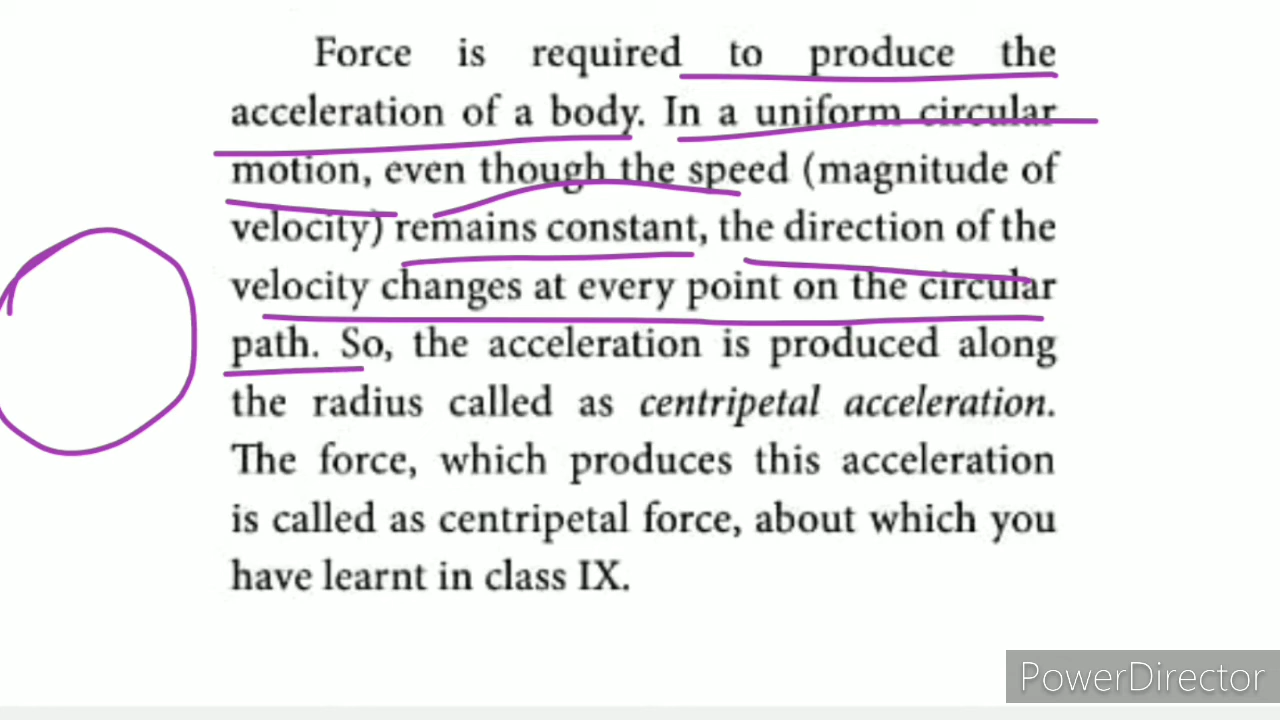 Force is required to produce the
acceleration of a body. In a uniform circular
motion, even though the speed (magnitude of
velocity) remains constant, the direction of the
velocity changes at every point on the circular
path. So, the acceleration is produced along
the radius called as centripetal acceleration.
The force, which produces this acceleration
is called as centripetal force, about which you
have learnt in class IX.
PowerDirector